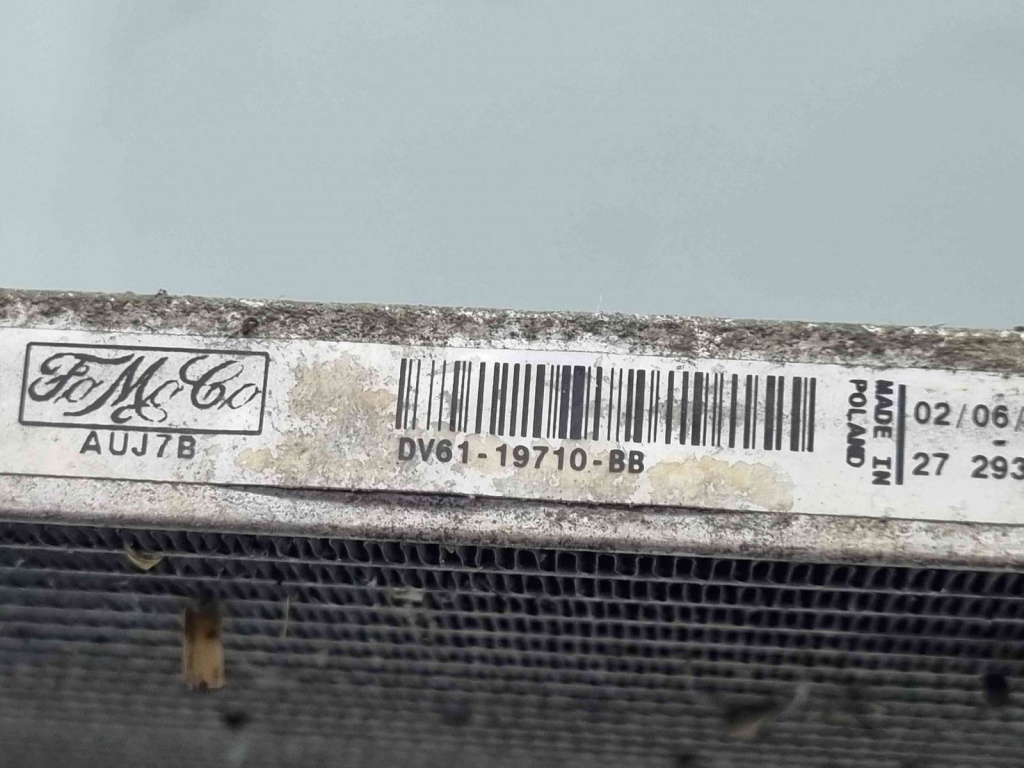 FoMoCo
AUJ7B
DV61-19710-BB
MADE IN
POLAND
02/06/
-
27 293